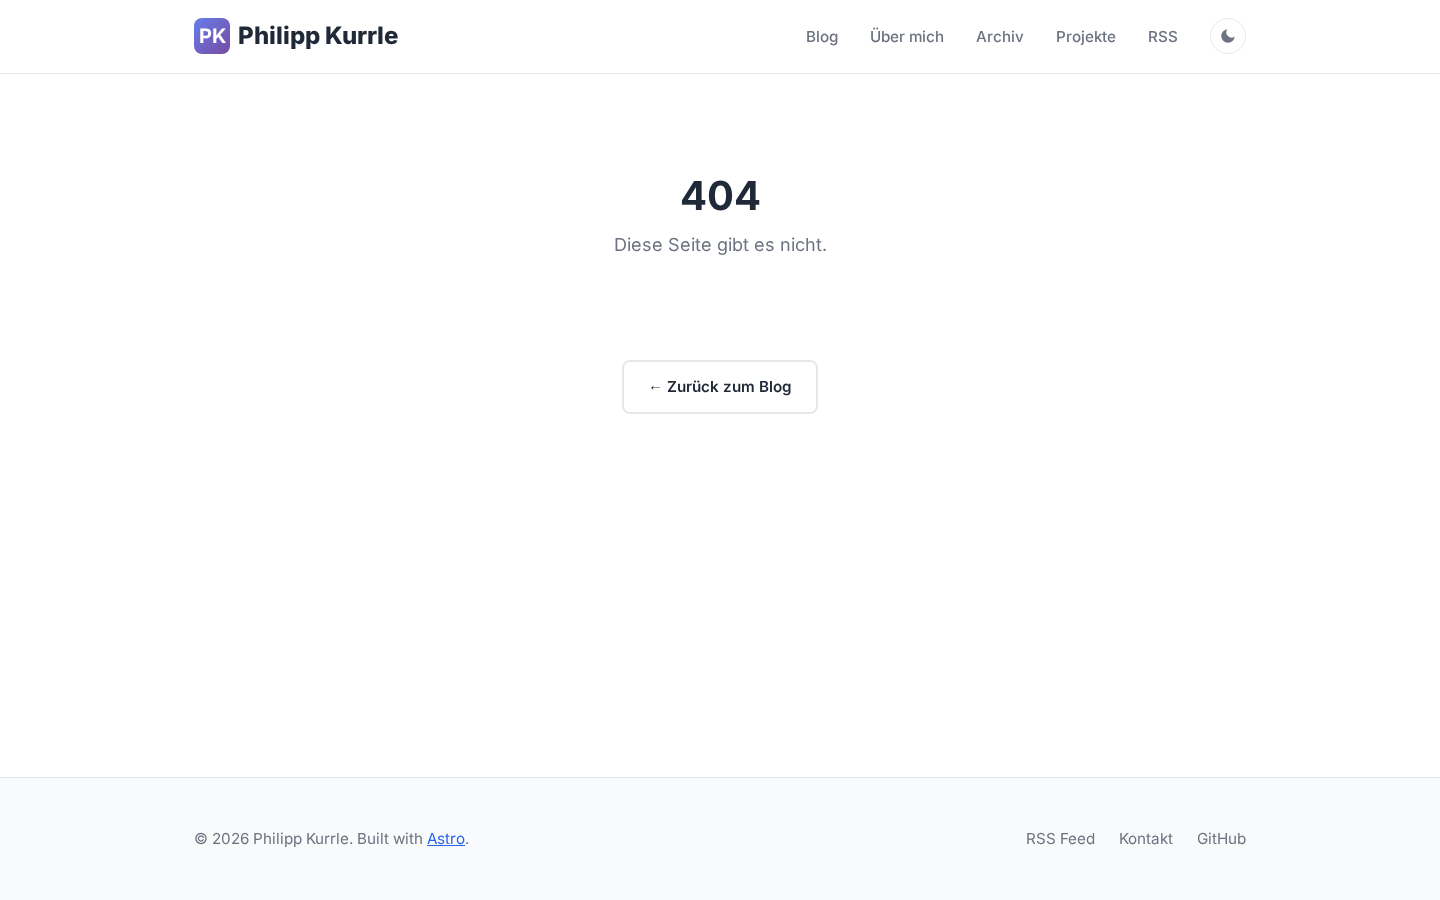 PK Philipp Kurrle
Blog Über mich Archiv Projekte RSS
404
Diese Seite gibt es nicht.
← Zurück zum Blog
© 2026 Philipp Kurrle. Built with Astro.
RSS Feed Kontakt GitHub